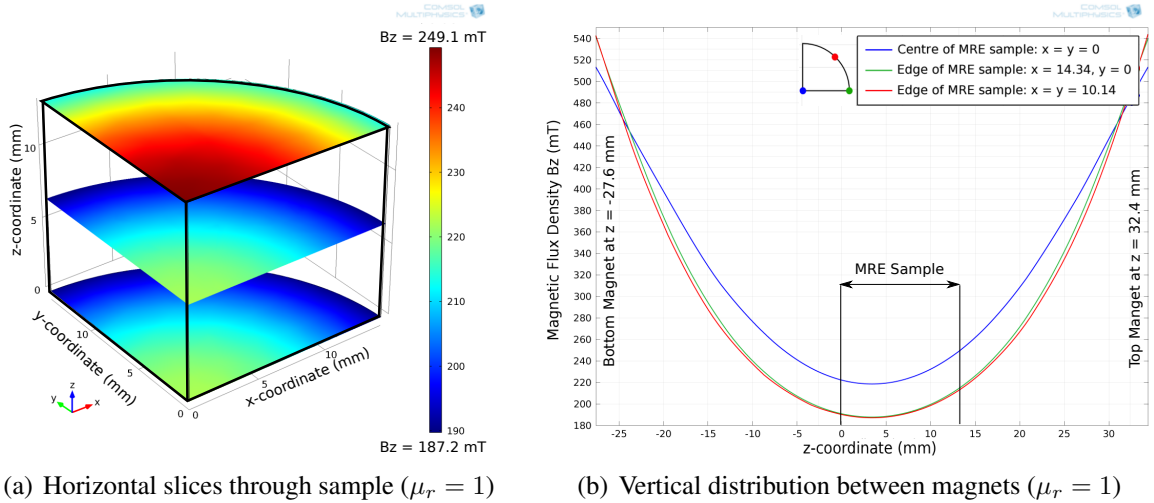 COMSOL
MULTIPHYSICS
Bz = 249.1 mT
240
230
220
210
200
190
Bz = 187.2 mT
z-coordinate (mm)
10
5
0
y-coordinate (mm)
10
5
0
x-coordinate (mm)
0
5
10
z
y
x
(a) Horizontal slices through sample (μr = 1)
COMSOL
MULTIPHYSICS
Magnetic Flux Density Bz (mT)
540
520
500
480
460
440
420
400
380
360
340
320
300
280
260
240
220
200
180
Centre of MRE sample: x = y = 0
Edge of MRE sample: x = 14.34, y = 0
Edge of MRE sample: x = y = 10.14
Bottom Magnet at z = -27.6 mm
MRE Sample
Top Manget at z = 32.4 mm
-25 -20 -15 -10 -5 0 5 10 15 20 25 30
z-coordinate (mm)
(b) Vertical distribution between magnets (μr = 1)